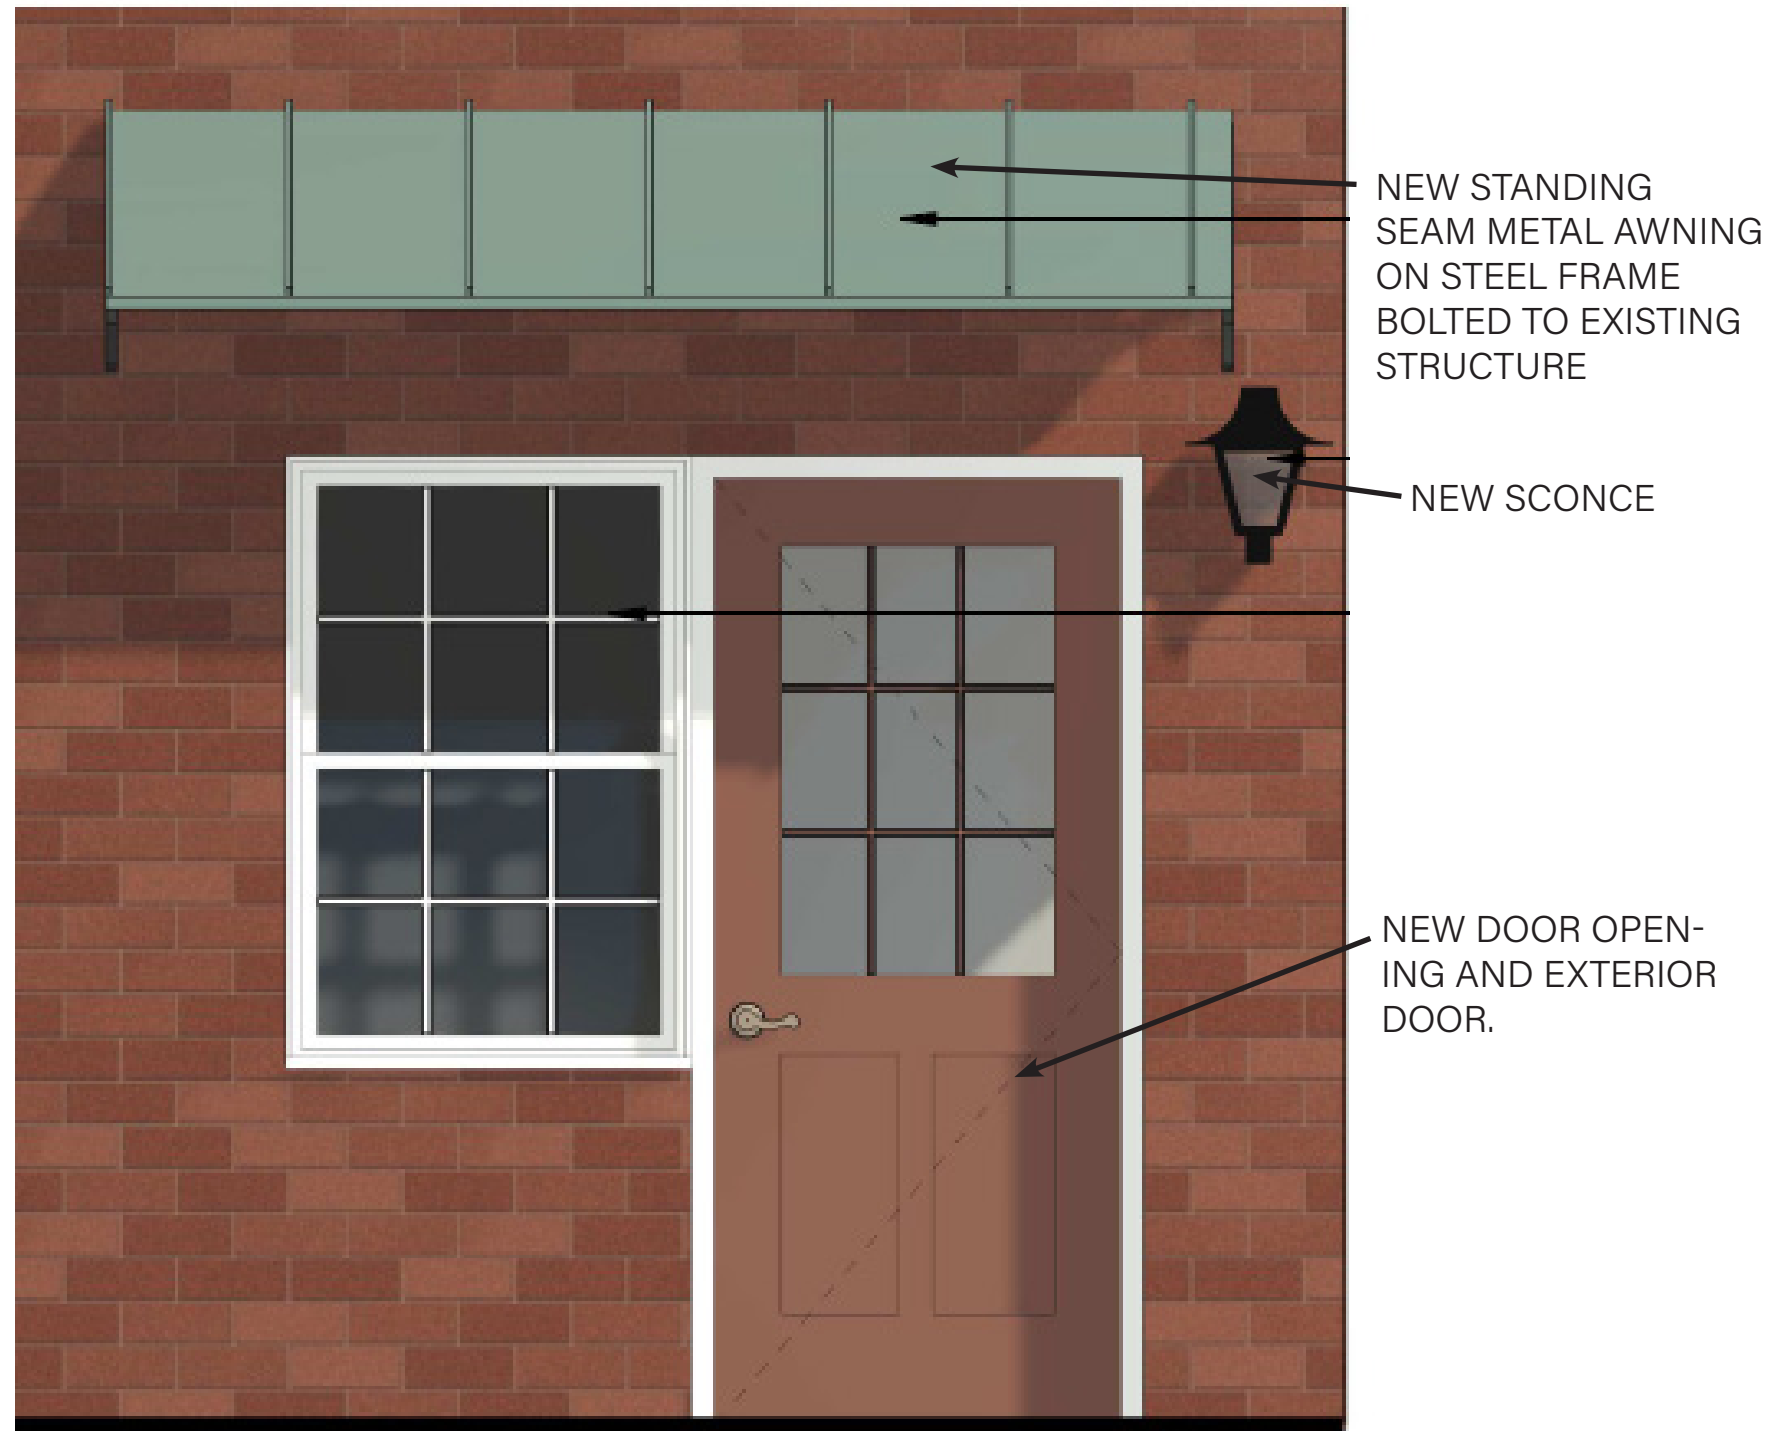 NEW STANDING
SEAM METAL AWNING
ON STEEL FRAME
BOLTED TO EXISTING
STRUCTURE
NEW SCONCE
NEW DOOR OPEN-
ING AND EXTERIOR
DOOR.